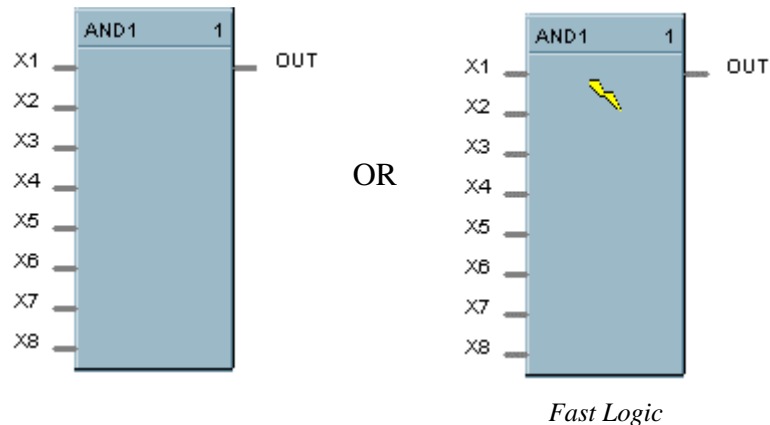 AND1 1
X1 OUT
X2
X3
X4
X5
X6
X7
X8
OR
AND1 1
X1 OUT
X2
X3
X4
X5
X6
X7
X8
Fast Logic